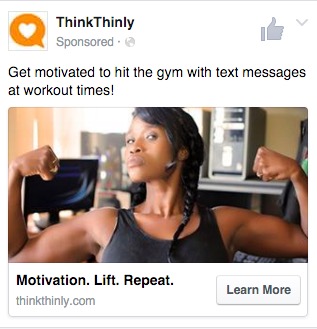 ThinkThinly
Sponsored ·
Get motivated to hit the gym with text messages
at workout times!
Motivation. Lift. Repeat.
thinkthinly.com
Learn More